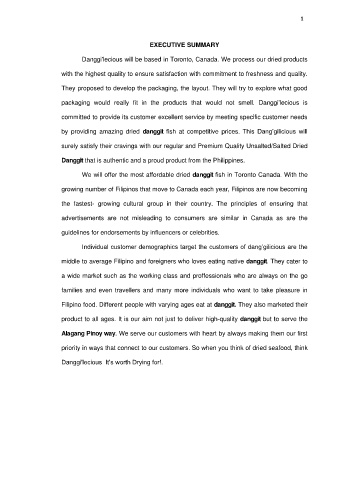 1
EXECUTIVE SUMMARY
Danggi'lecious will be based in Toronto, Canada. We process our dried products
with the highest quality to ensure satisfaction with commitment to freshness and quality.
They proposed to develop the packaging, the layout. They will try to explore what good
packaging would really fit in the products that would not smell. Danggi'lecious is
committed to provide its customer excellent service by meeting specific customer needs
by providing amazing dried danggit fish at competitive prices. This Dang'gilicious will
surely satisfy their cravings with our regular and Premium Quality Unsalted/Salted Dried
Danggit that is authentic and a proud product from the Philippines.
We will offer the most affordable dried danggit fish in Toronto Canada. With the
growing number of Filipinos that move to Canada each year, Filipinos are now becoming
the fastest- growing cultural group in their country. The principles of ensuring that
advertisements are not misleading to consumers are similar in Canada as are the
guidelines for endorsements by influencers or celebrities.
Individual customer demographics target the customers of dang'gilicious are the
middle to average Filipino and foreigners who loves eating native danggit. They cater to
a wide market such as the working class and proffessionals who are always on the go
families and even travellers and many more individuals who want to take pleasure in
Filipino food. Different people with varying ages eat at danggit. They also marketed their
product to all ages. It is our aim not just to deliver high-quality danggit but to serve the
Alagang Pinoy way. We serve our customers with heart by always making them our first
priority in ways that connect to our customers. So when you think of dried seafood, think
Danggi'lecious It's worth Drying for!.